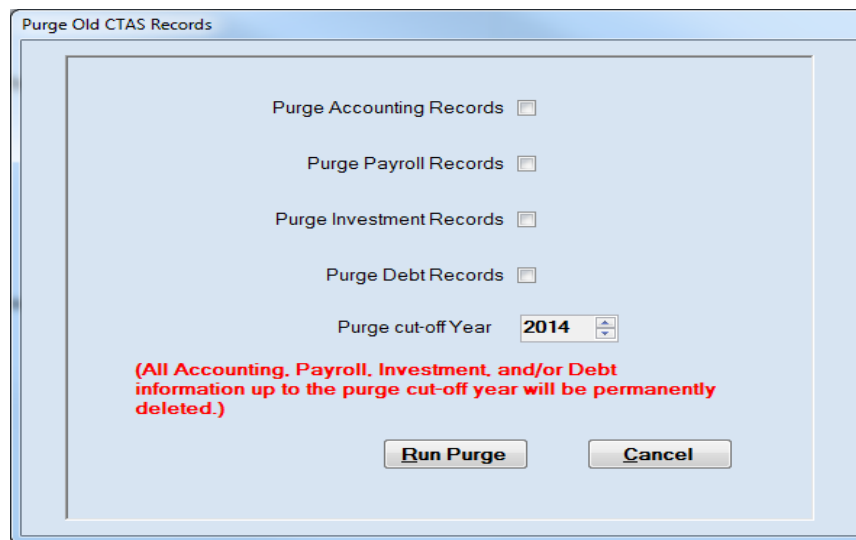 Purge Old CTAS Records
Purge Accounting Records
Purge Payroll Records
Purge Investment Records
Purge Debt Records
Purge cut-off Year 2014
(All Accounting, Payroll, Investment, and/or Debt
information up to the purge cut-off year will be permanently
deleted.)
Run Purge Cancel